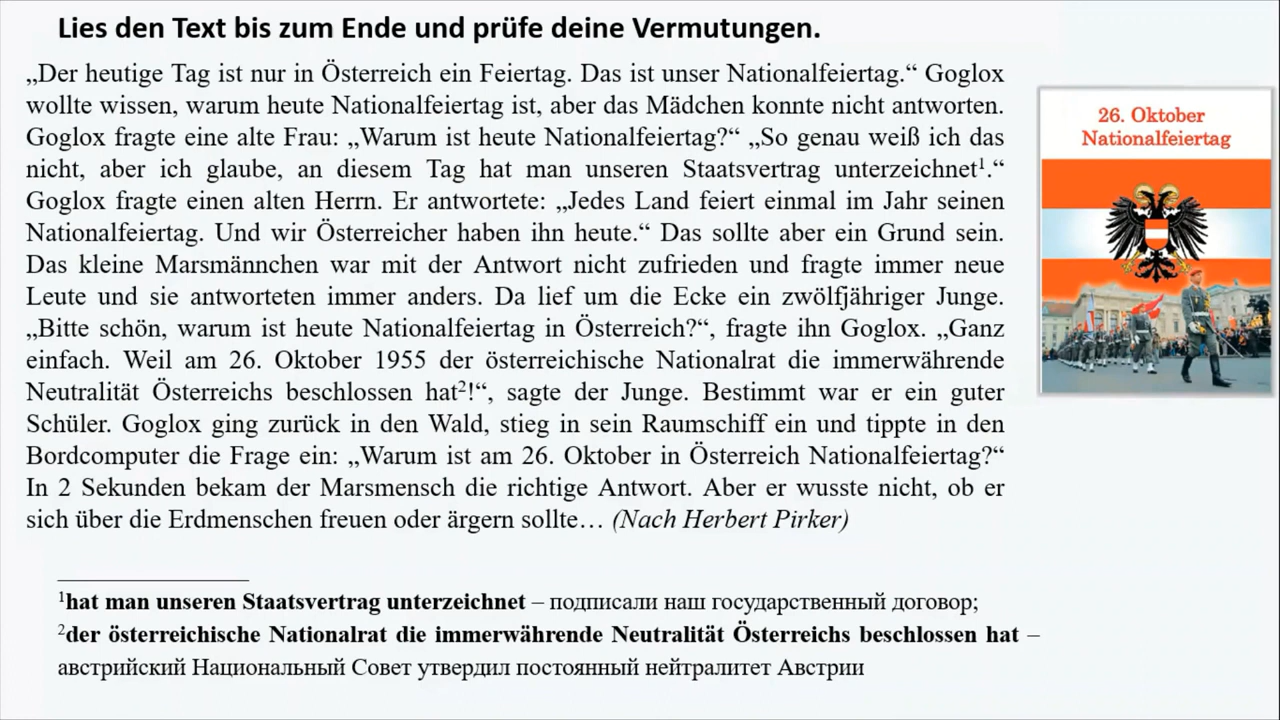 Lies den Text bis zum Ende und prüfe deine Vermutungen.
„Der heutige Tag ist nur in Österreich ein Feiertag. Das ist unser Nationalfeiertag.“ Goglox
wollte wissen, warum heute Nationalfeiertag ist, aber das Mädchen konnte nicht antworten.
Goglox fragte eine alte Frau: „Warum ist heute Nationalfeiertag?“ „So genau weiß ich das
nicht, aber ich glaube, an diesem Tag hat man unseren Staatsvertrag unterzeichnet¹.“
Goglox fragte einen alten Herrn. Er antwortete: „Jedes Land feiert einmal im Jahr seinen
Nationalfeiertag. Und wir Österreicher haben ihn heute.“ Das sollte aber ein Grund sein.
Das kleine Marsmännchen war mit der Antwort nicht zufrieden und fragte immer neue
Leute und sie antworteten immer anders. Da lief um die Ecke ein zwölfjähriger Junge.
„Bitte schön, warum ist heute Nationalfeiertag in Österreich?“, fragte ihn Goglox. „Ganz
einfach. Weil am 26. Oktober 1955 der österreichische Nationalrat die immerwährende
Neutralität Österreichs beschlossen hat²!“, sagte der Junge. Bestimmt war er ein guter
Schüler. Goglox ging zurück in den Wald, stieg in sein Raumschiff ein und tippte in den
Bordcomputer die Frage ein: „Warum ist am 26. Oktober in Österreich Nationalfeiertag?“
In 2 Sekunden bekam der Marsmensch die richtige Antwort. Aber er wusste nicht, ob er
sich über die Erdmenschen freuen oder ärgern sollte… (Nach Herbert Pirker)
26. Oktober
Nationalfeiertag
¹hat man unseren Staatsvertrag unterzeichnet – подписали наш государственный договор;
²der österreichische Nationalrat die immerwährende Neutralität Österreichs beschlossen hat –
австрийский Национальный Совет утвердил постоянный нейтралитет Австрии